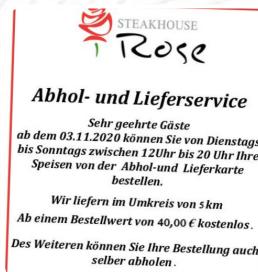 STEAKHOUSE
Rose
Abhol- und Lieferservice
Sehr geehrte Gäste
ab dem 03.11.2020 können Sie von Dienstags
bis Sonntags zwischen 12Uhr bis 20 Uhr Ihre
Speisen von der Abhol-und Lieferkarte
bestellen.
Wir liefern im Umkreis von 5 km
Ab einem Bestellwert von 40,00 € kostenlos.
Des Weiteren können Sie Ihre Bestellung auch
selber abholen.